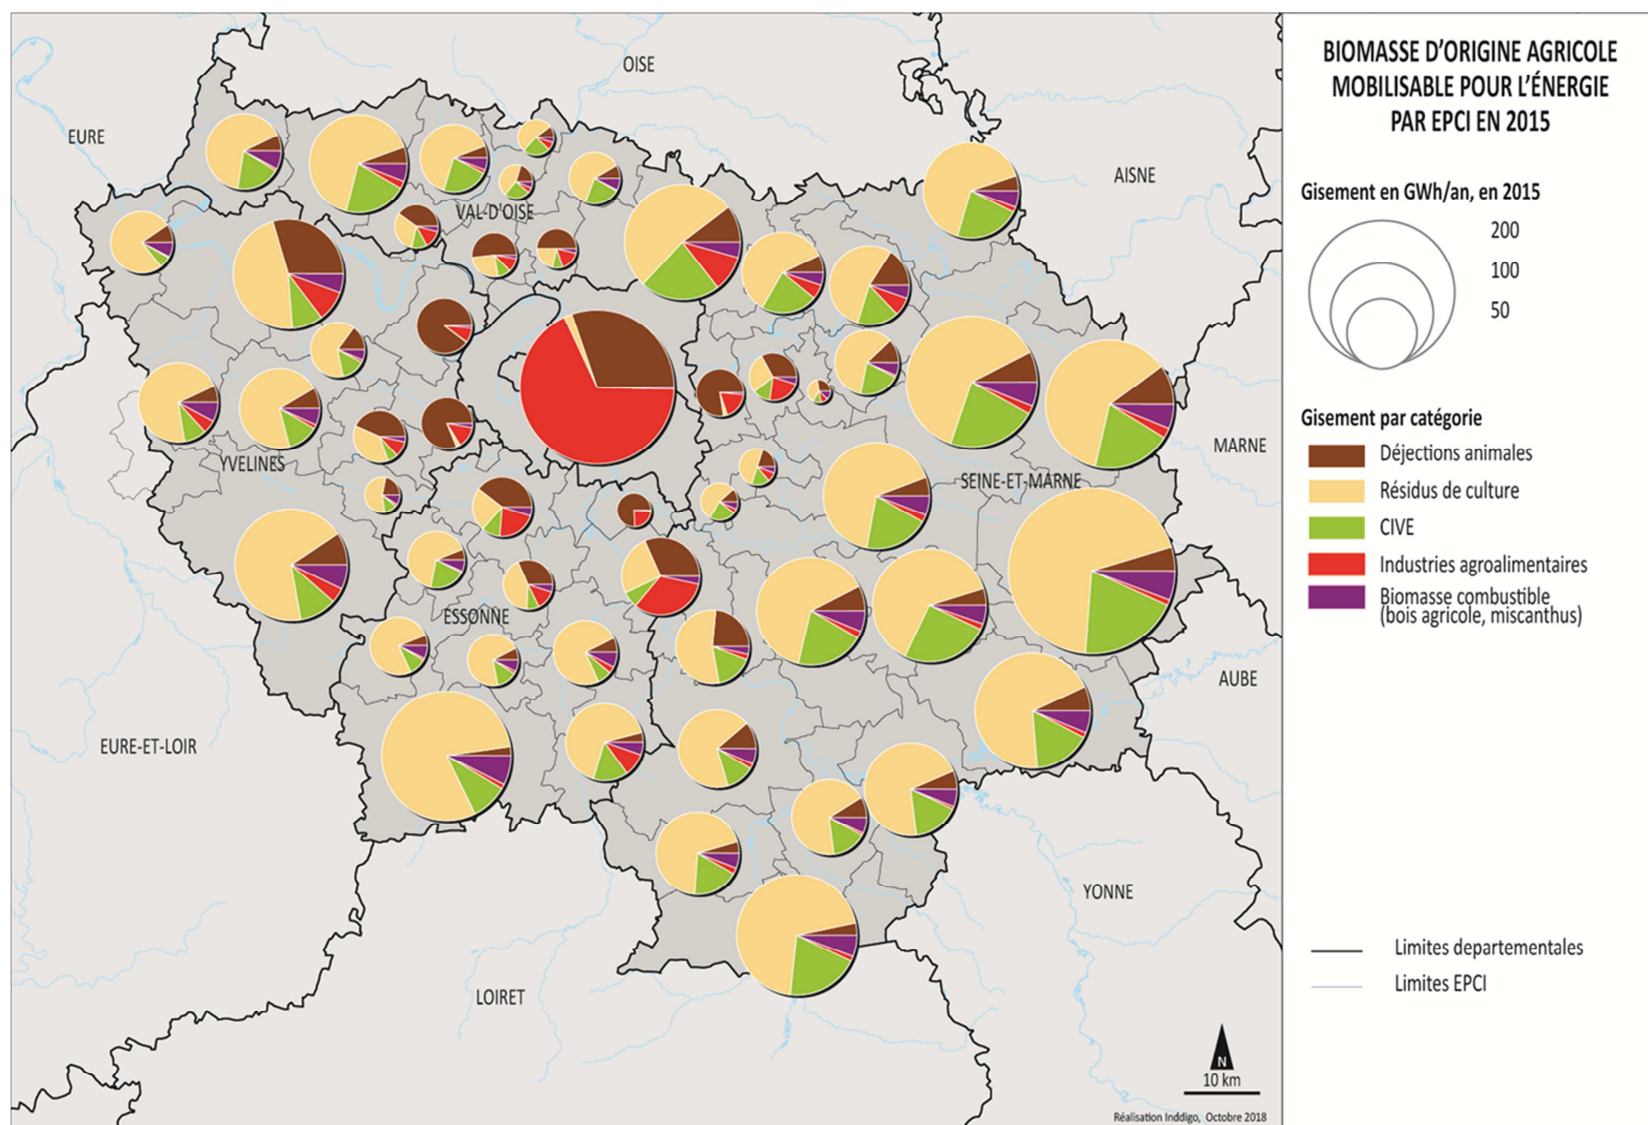 OISE
EURE
AISNE
VAL-D'OISE
MARNE
YVELINES
SEINE-ET-MARNE
ESSONNE
AUBE
EURE-ET-LOIR
YONNE
LOIRET
N
10 km
Réalisation Inddigo, Octobre 2018
BIOMASSE D'ORIGINE AGRICOLE
MOBILISABLE POUR L'ÉNERGIE
PAR EPCI EN 2015
Gisement en GWh/an, en 2015
200
100
50
Gisement par catégorie
Déjections animales
Résidus de culture
CIVE
Industries agroalimentaires
Biomasse combustible
(bois agricole, miscanthus)
Limites departementales
Limites EPCI